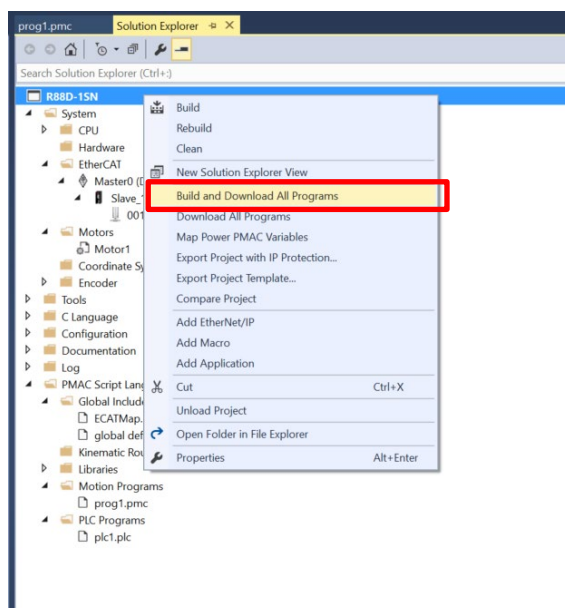 prog1.pmc
Solution Explorer
Search Solution Explorer (Ctrl+;)
R88D-1SN
System
CPU
Hardware
EtherCAT
Master0 (D
Slave_1
001
Motors
Motor1
Coordinate Sy
Encoder
Tools
C Language
Configuration
Documentation
Log
PMAC Script Lang
Global Include
ECATMap.
global def
Kinematic Rou
Libraries
Motion Programs
prog1.pmc
PLC Programs
plc1.plc
Build
Rebuild
Clean
New Solution Explorer View
Build and Download All Programs
Download All Programs
Map Power PMAC Variables
Export Project with IP Protection...
Export Project Template...
Compare Project
Add EtherNet/IP
Add Macro
Add Application
Cut Ctrl+X
Unload Project
Open Folder in File Explorer
Properties Alt+Enter